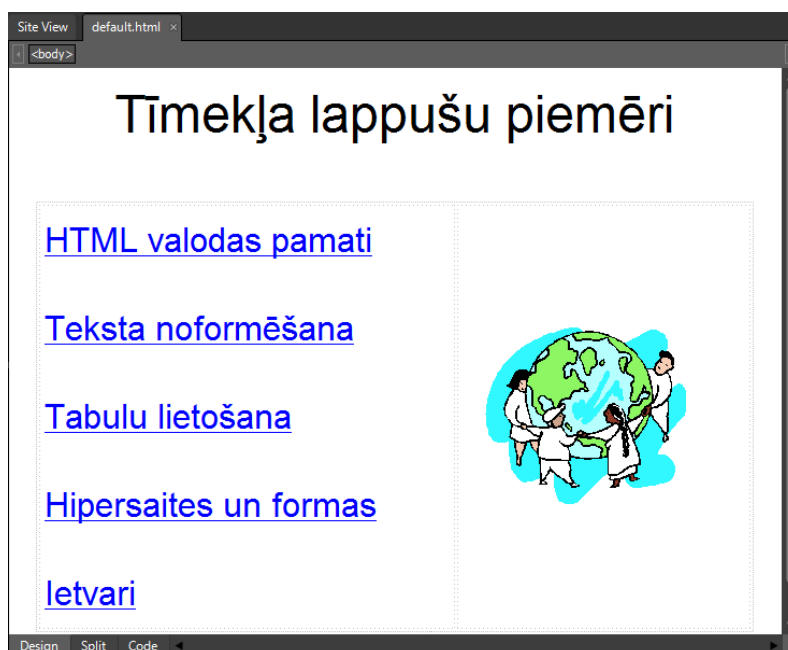 Site View default.html ×
<body>
Tīmekļa lappušu piemēri
HTML valodas pamati
Teksta noformēšana
Tabulu lietošana
Hipersaites un formas
Ietvari
Design Split Code